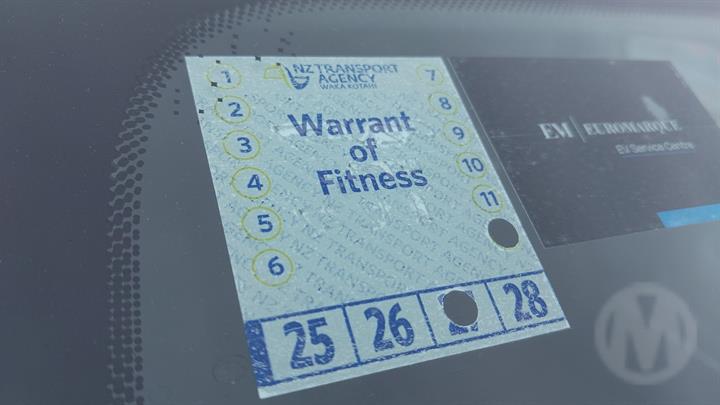 NZ TRANSPORT
AGENCY
WAKA KOTAHI
Warrant
of
Fitness
1
2
3
4
5
6
7
8
9
10
11
25
26
28
EM | EUROMARQUE
EV Service Centre
M